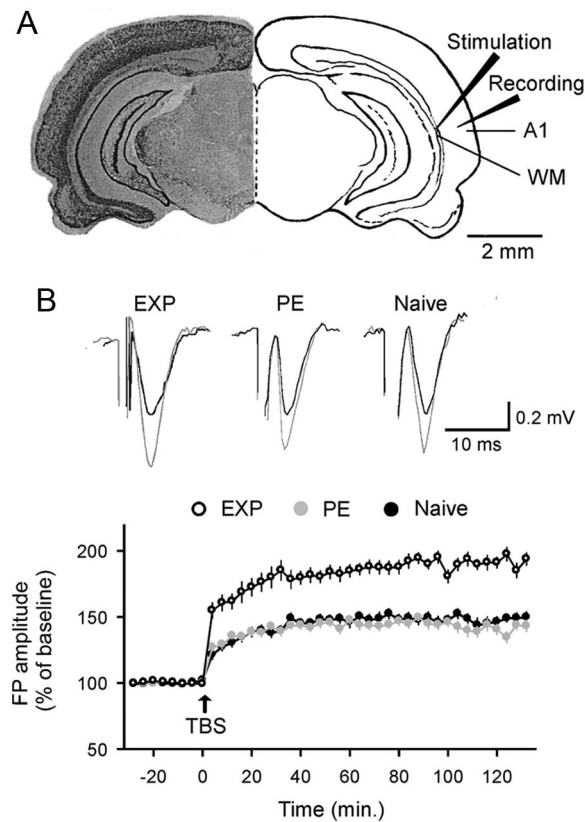 A
Stimulation
Recording
A1
WM
2 mm
B
EXP PE Naive
0.2 mV
10 ms
EXP PE Naive
200
150
100
50
FP amplitude
(% of baseline)
TBS
-20 0 20 40 60 80 100 120
Time (min.)